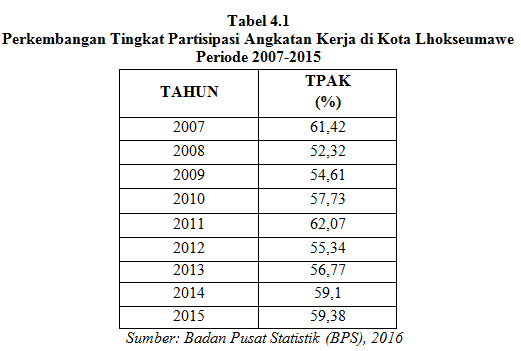 Tabel 4.1
Perkembangan Tingkat Partisipasi Angkatan Kerja di Kota Lhokseumawe
Periode 2007-2015
TAHUN TPAK
(%)
2007 61,42
2008 52,32
2009 54,61
2010 57,73
2011 62,07
2012 55,34
2013 56,77
2014 59,1
2015 59,38
Sumber: Badan Pusat Statistik (BPS), 2016